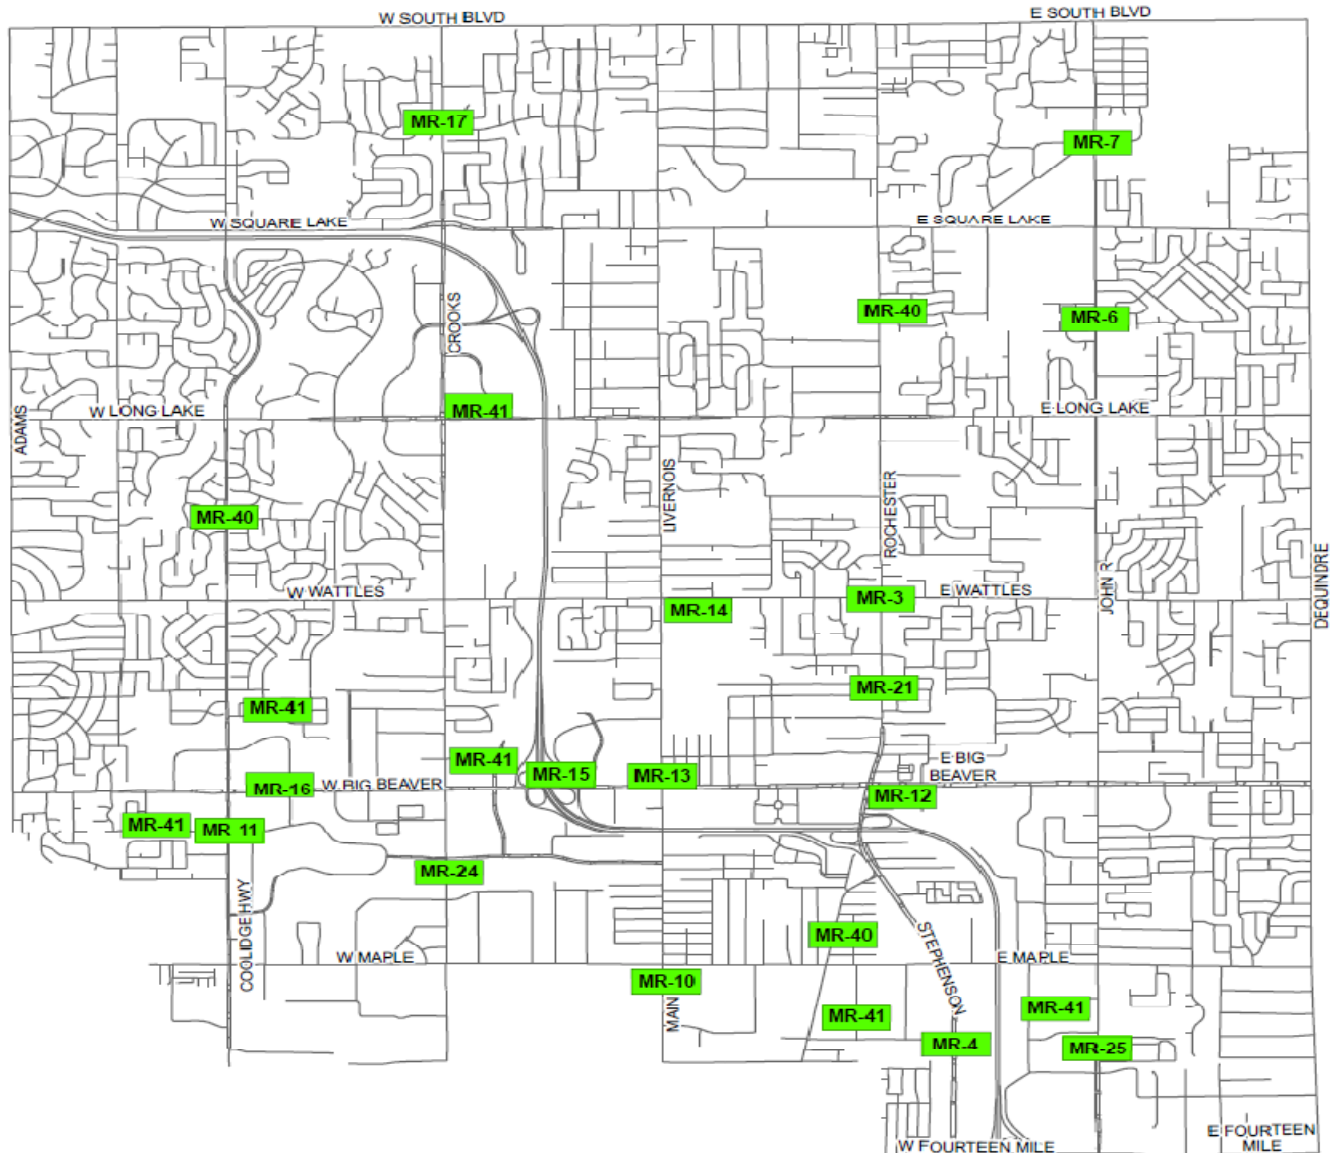 W SOUTH BLVD
E SOUTH BLVD
MR-17
MR-7
W SQUARE LAKE
E SQUARE LAKE
CROOKS
MR-40
MR-6
MR-41
W LONG LAKE
E LONG LAKE
ADAMS
LIVERNOIS
ROCHESTER
MR-40
DEQUINDRE
JOHN R
W WATTLES
E WATTLES
MR-3
MR-14
MR-21
MR-41
MR-41
MR-15
MR-13
E BIG
BEAVER
MR-16
W BIG BEAVER
MR-12
MR-41
MR-11
MR-24
COOLIDGE HWY
MR-40
STEPHENSON
W MAPLE
E MAPLE
MR-10
MAIN
MR-41
MR-41
MR-4
MR-25
W FOURTEEN MILE
E FOURTEEN
MILE